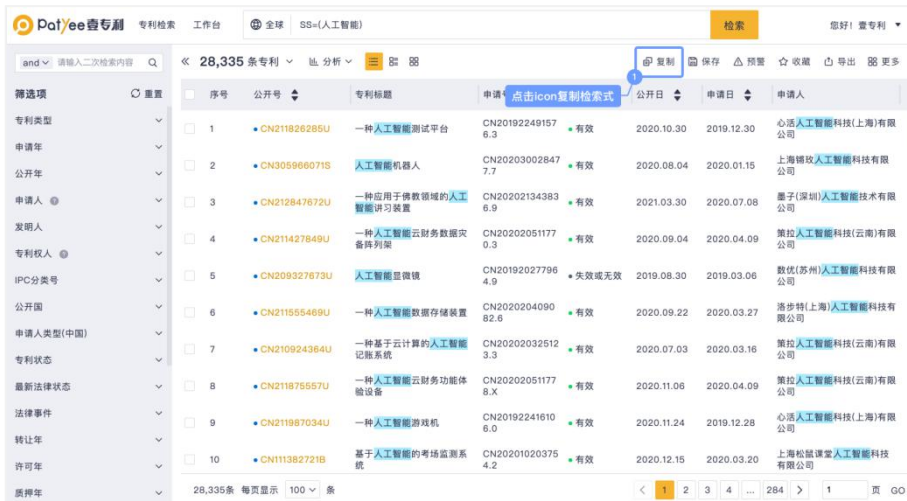 Patyee壹专利 专利检索 工作台 全球 SS=(人工智能) 检索 您好！壹专利
and 请输入二次检索内容 28,335 条专利 分析 复制 保存 预警 收藏 导出 更多
1
点击icon复制检索式
筛选项 重置
专利类型
申请年
公开年
申请人
发明人
专利权人
IPC分类号
公开国
申请人类型(中国)
专利状态
最新法律状态
法律事件
转让年
许可年
质押年
序号 公开号 专利标题 申请号 公开日 申请日 申请人
1 CN211826285U 一种人工智能测试平台 CN20192249157
6.3 有效 2020.10.30 2019.12.30 心活人工智能科技(上海)有限
公司
2 CN305966071S 人工智能机器人 CN20203002847
7.7 有效 2020.08.04 2020.01.15 上海锵玫人工智能科技有限
公司
3 CN212847672U 一种应用于佛教领域的人工
智能讲习装置 CN20202134383
6.9 有效 2021.03.30 2020.07.08 墨子(深圳)人工智能技术有限
公司
4 CN211427849U 一种人工智能云财务数据灾
备阵列架 CN20202051177
0.3 有效 2020.09.04 2020.04.09 策拉人工智能科技(云南)有限
公司
5 CN209327673U 人工智能显微镜 CN20192027796
4.9 失效或无效 2019.08.30 2019.03.06 数优(苏州)人工智能科技有限
公司
6 CN211555469U 一种人工智能数据存储装置 CN2020204090
82.6 有效 2020.09.22 2020.03.27 洛步特(上海)人工智能科技有
限公司
7 CN210924364U 一种基于云计算的人工智能
记账系统 CN20202032512
3.3 有效 2020.07.03 2020.03.16 策拉人工智能科技(云南)有限
公司
8 CN211875557U 一种人工智能云财务功能体
验设备 CN20202051177
8.X 有效 2020.11.06 2020.04.09 策拉人工智能科技(云南)有限
公司
9 CN211987034U 一种人工智能游戏机 CN20192241610
6.0 有效 2020.11.24 2019.12.28 心活人工智能科技(上海)有限
公司
10 CN111382721B 基于人工智能的考场监测系
统 CN20201020375
4.2 有效 2020.12.15 2020.03.20 上海松鼠课堂人工智能科技
有限公司
28,335条 每页显示 100 条 1 2 3 4 ... 284 1 页 GO